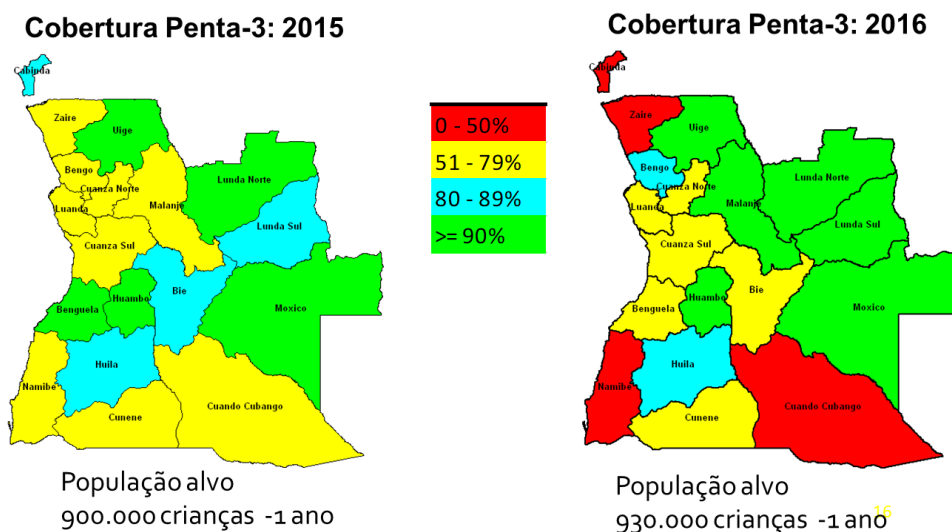 Cobertura Penta-3: 2015
Cabinda
Zaire
Uige
Bengo
Cuanza Norte
Luanda
Malanje
Lunda Norte
Lunda Sul
Cuanza Sul
Bie
Huambo
Benguela
Moxico
Huila
Namibe
Cunene
Cuando Cubango
População alvo
900.000 crianças -1 ano
0 - 50%
51 - 79%
80 - 89%
>= 90%
Cobertura Penta-3: 2016
Cabinda
Zaire
Uige
Bengo
Cuanza Norte
Luanda
Malanje
Lunda Norte
Lunda Sul
Cuanza Sul
Bie
Huambo
Benguela
Moxico
Huila
Namibe
Cunene
Cuando Cubango
População alvo
930.000 crianças -1 ano
16